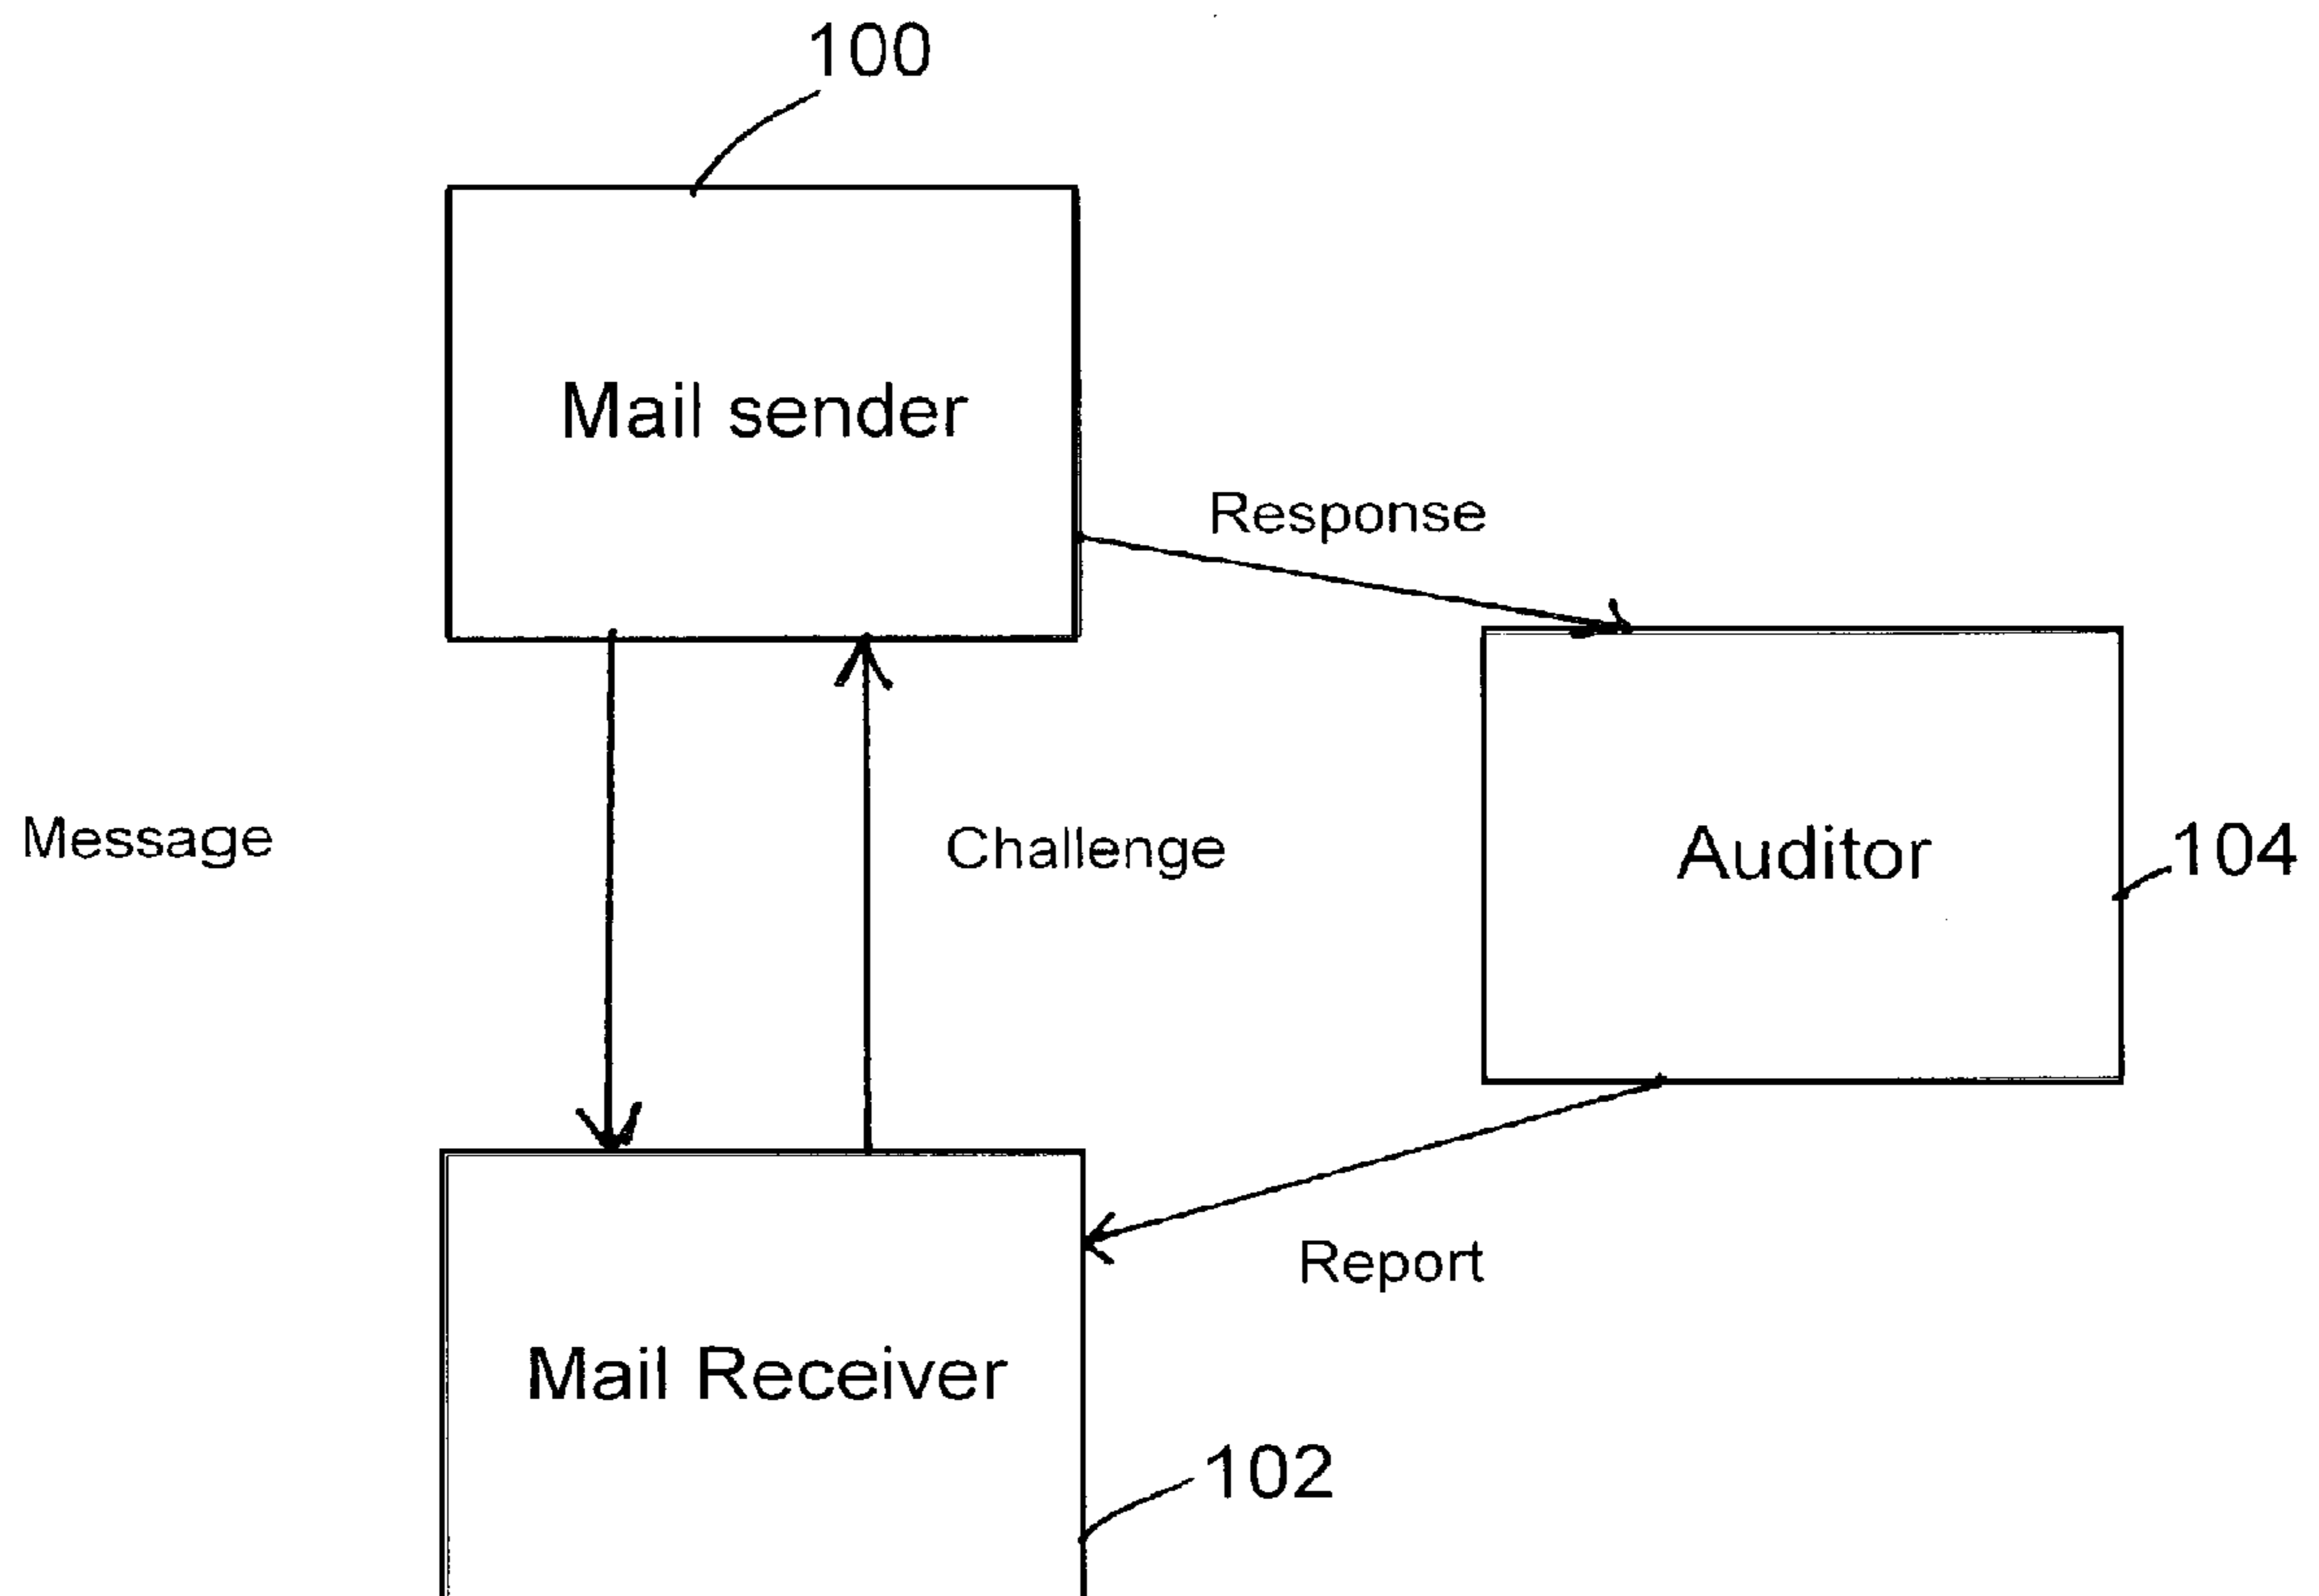 100
Mail sender
Response
Message
Challenge
Auditor
104
Report
Mail Receiver
102